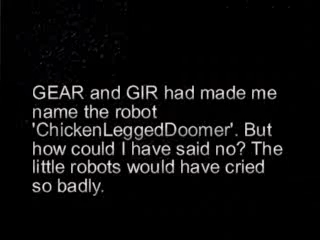 GEAR and GIR had made me
name the robot
'ChickenLeggedDoomer'. But
how could I have said no? The
little robots would have cried
so badly.